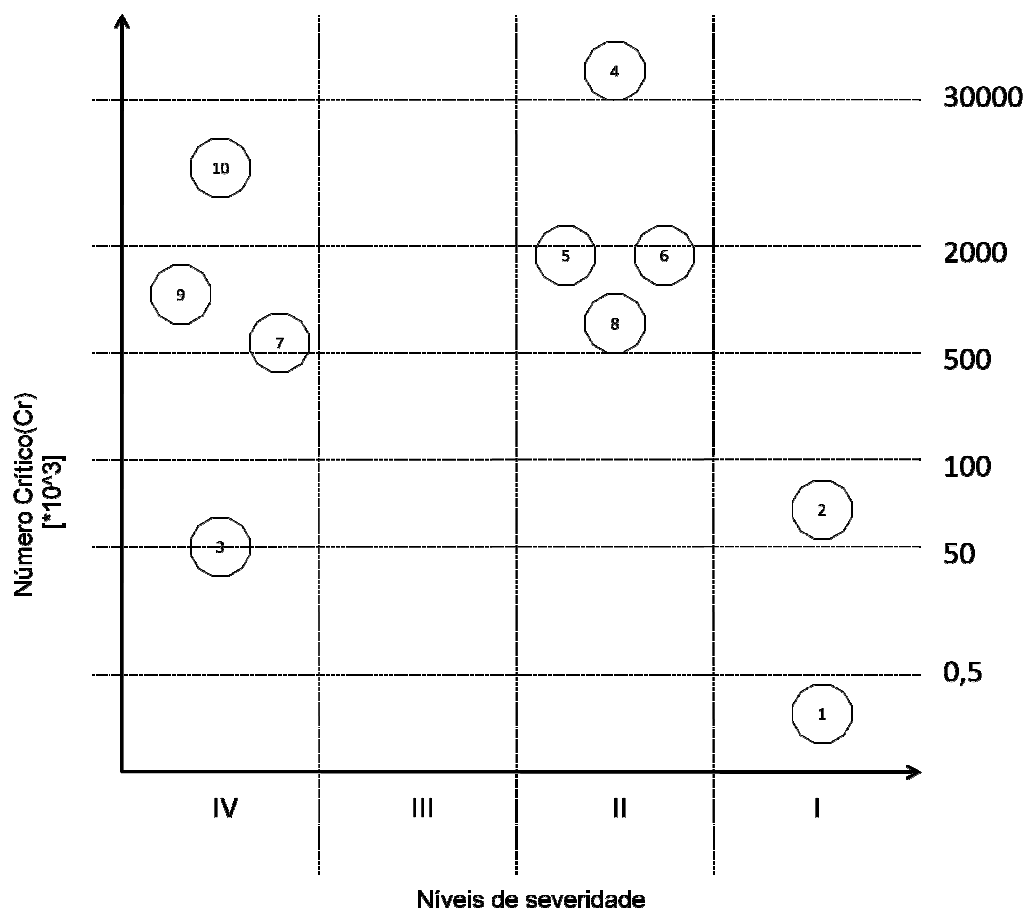 4
30000
10
5
6
2000
9
8
7
500
Número Crítico(Cr)
[*10^3]
100
2
3
50
0,5
1
IV
III
II
I
Níveis de severidade